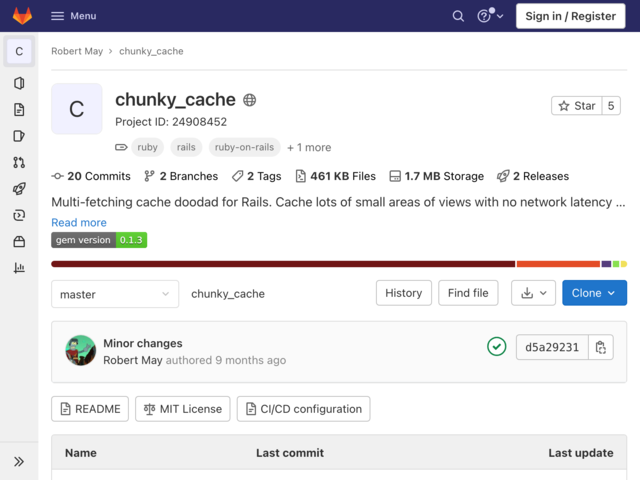 Menu
Sign in / Register
C
Robert May
chunky_cache
C
chunky_cache
Project ID: 24908452
Star 5
ruby
rails
ruby-on-rails
+ 1 more
20 Commits
2 Branches
2 Tags
461 KB Files
1.7 MB Storage
2 Releases
Multi-fetching cache doodad for Rails. Cache lots of small areas of views with no network latency ...
Read more
gem version 0.1.3
master
chunky_cache
History
Find file
Clone
Minor changes
Robert May authored 9 months ago
d5a29231
README
MIT License
CI/CD configuration
Name
Last commit
Last update